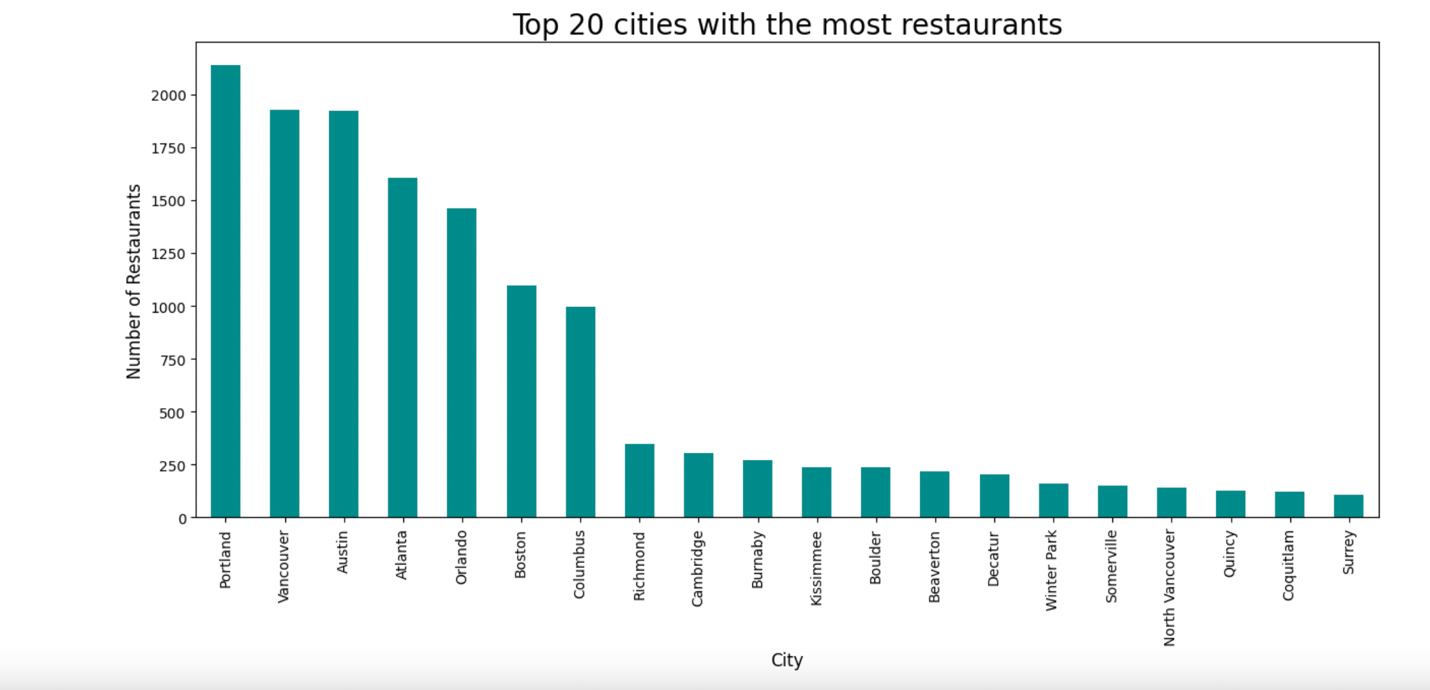 Top 20 cities with the most restaurants
Number of Restaurants
2000
1750
1500
1250
1000
750
500
250
0
Portland
Vancouver
Austin
Atlanta
Orlando
Boston
Columbus
Richmond
Cambridge
Burnaby
Kissimmee
Boulder
Beaverton
Decatur
Winter Park
Somerville
North Vancouver
Quincy
Coquitlam
Surrey
City